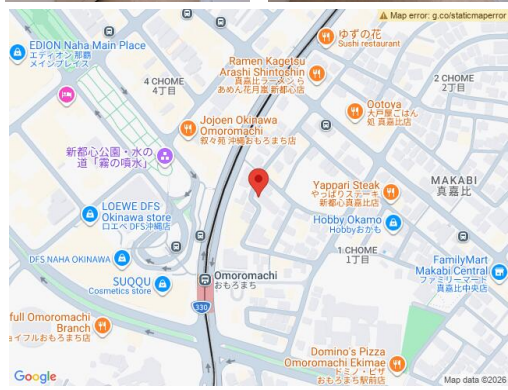 Map error: g.co/staticmaperror
ゆずの花
Sushi restaurant
EDION Naha Main Place
エディオン那覇
メインプレイス
Ramen Kagetsu
Arashi Shintoshin
真嘉比ラーメンら
あめん花月嵐 新都心店
4 CHOME
4丁目
2 CHOME
2丁目
Ootoya
大戸屋ごはん
処 真嘉比店
Jojoen Okinawa
Omoromachi
叙々苑 沖縄おもろまち店
新都心公園・水の
道「霧の噴水」
MAKABI
真嘉比
Yappari Steak
やっぱりステーキ
新都心真嘉比店
LOEWE DFS
Okinawa store
ロエベ DFS沖縄店
Hobby Okamo
Hobbyおかも
1 CHOME
1丁目
DFS NAHA OKINAWA
FamilyMart
Makabi Central
ファミリーマート
真嘉比中央店
Omoromachi
おもろまち
SUQQU
Cosmetics store
330
full Omoromachi
Branch
ョイフルおもろまち店
Domino's Pizza
Omoromachi Ekimae
ドミノ・ピザ
おもろまち駅前店
Google
Map data ©2026